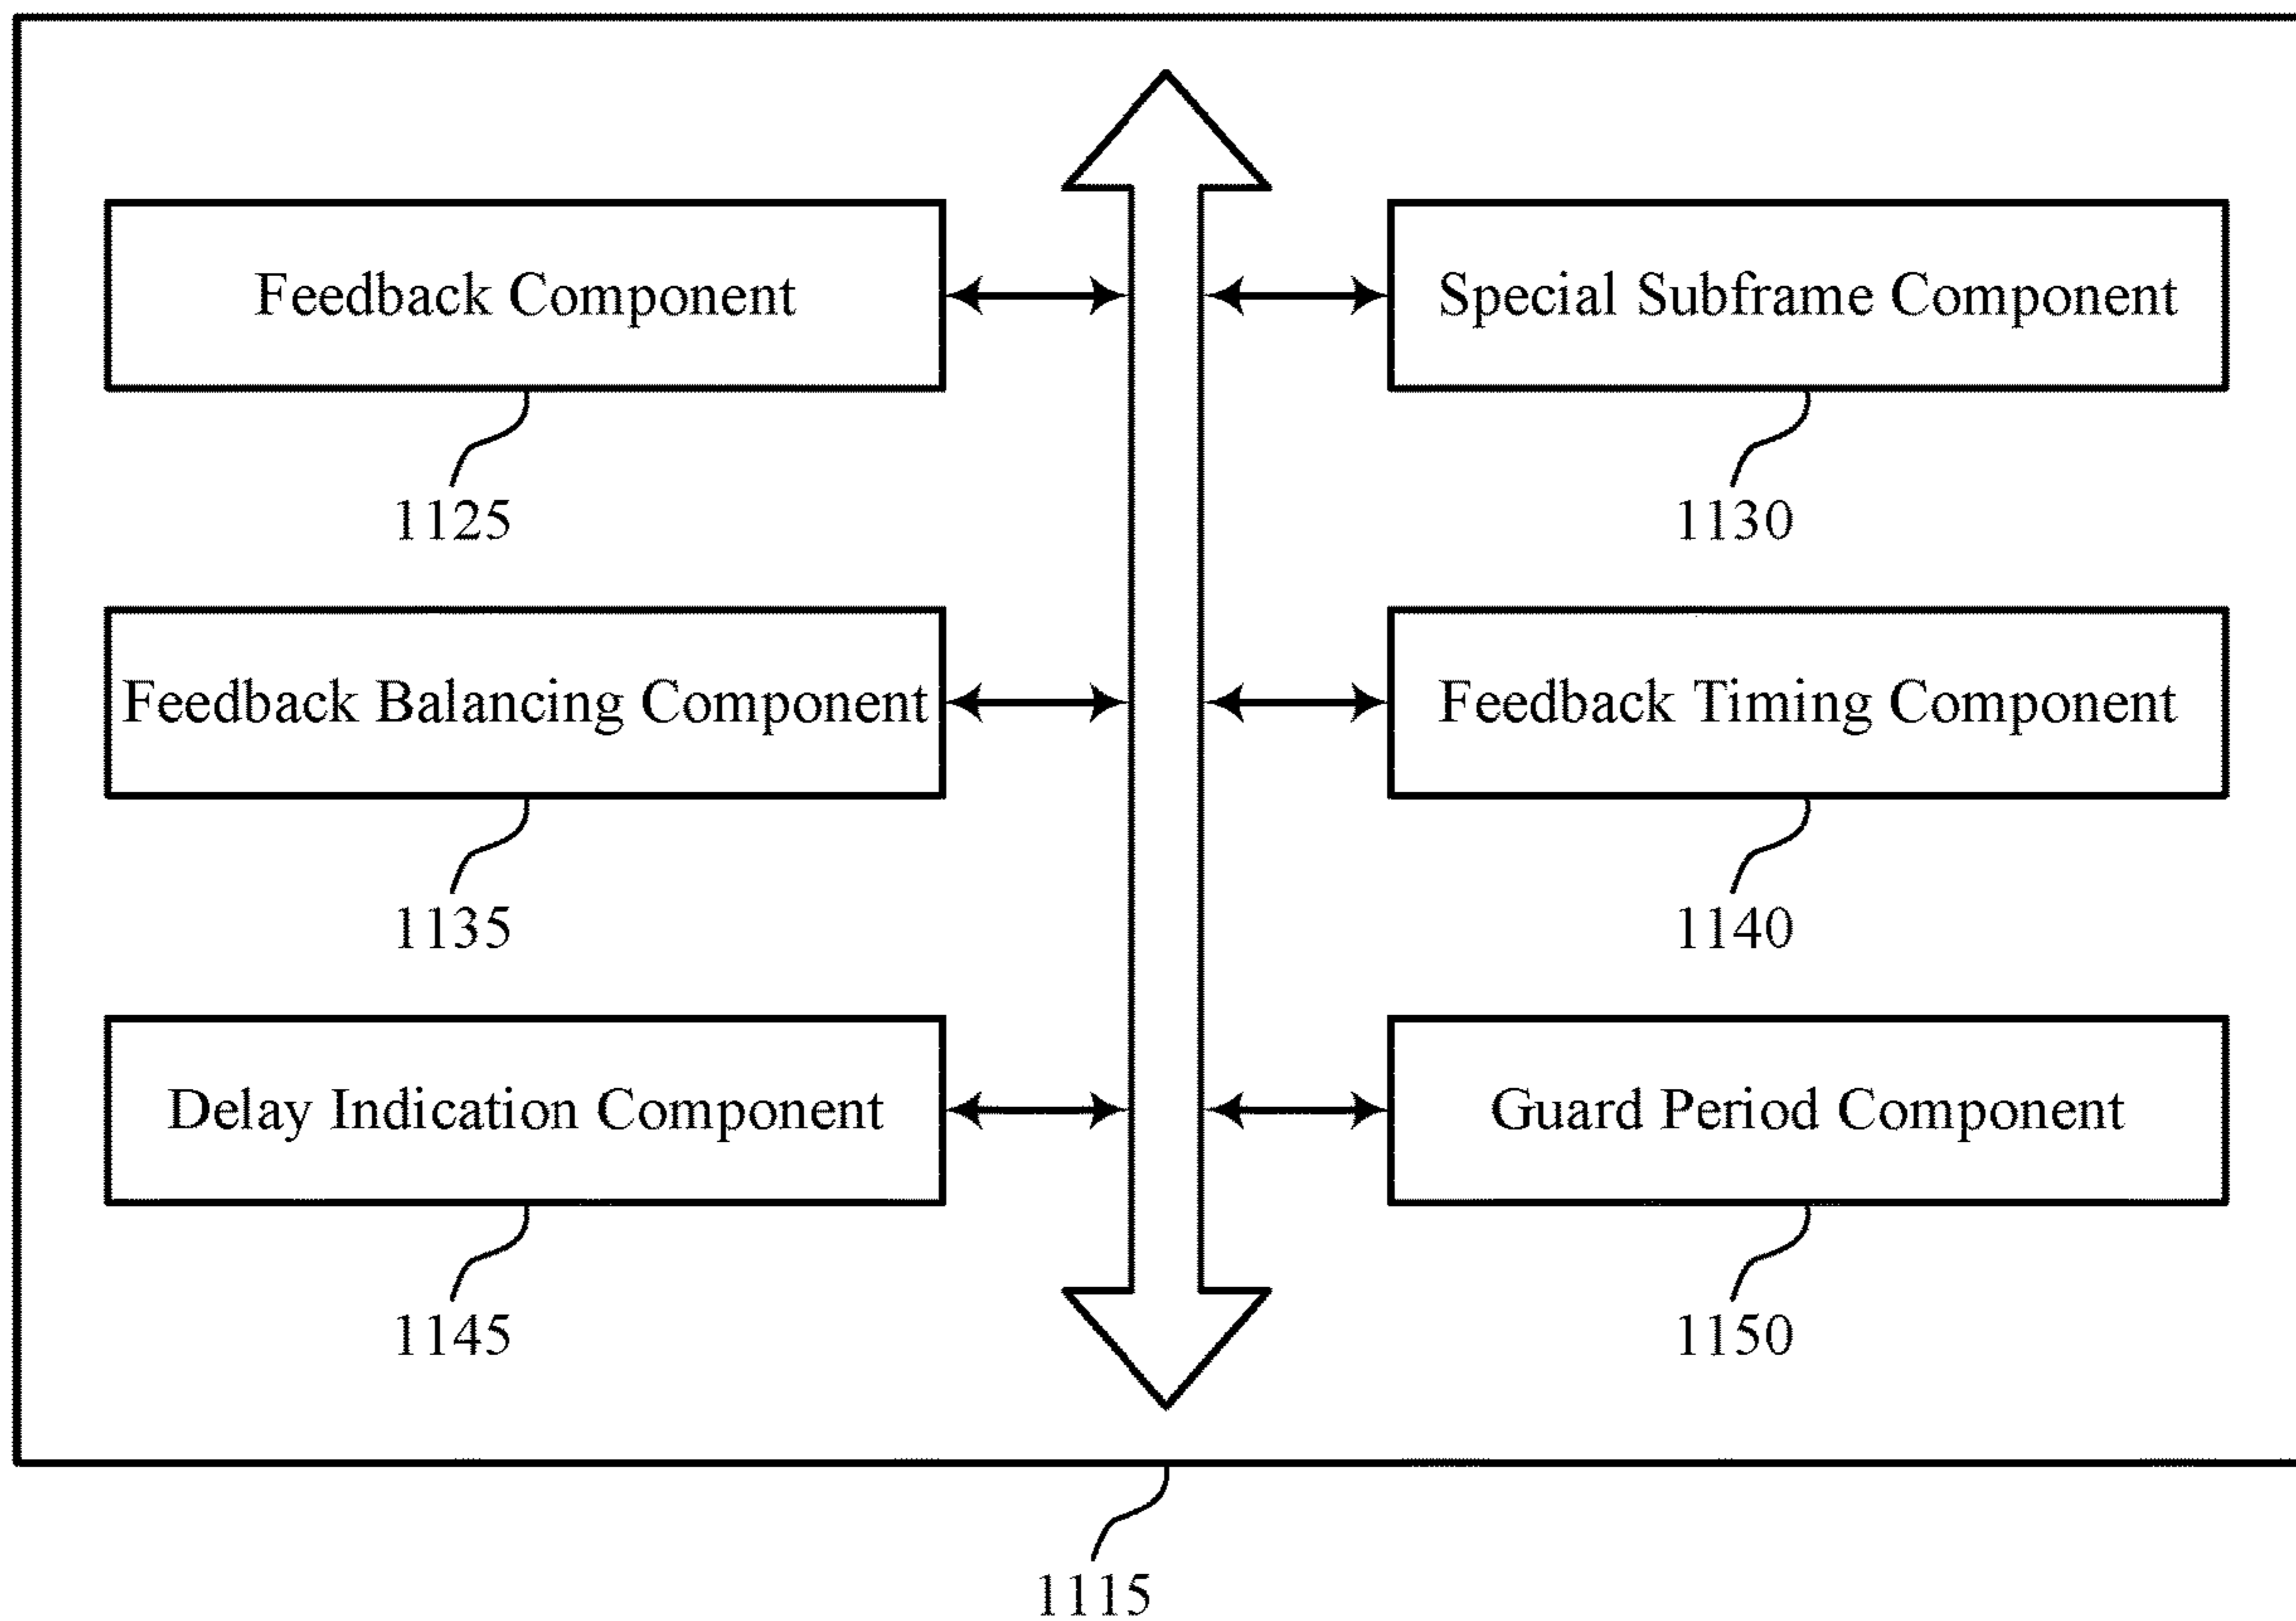 Feedback Component
Special Subframe Component
1125
1130
Feedback Balancing Component
Feedback Timing Component
1135
1140
Delay Indication Component
Guard Period Component
1145
1150
1115